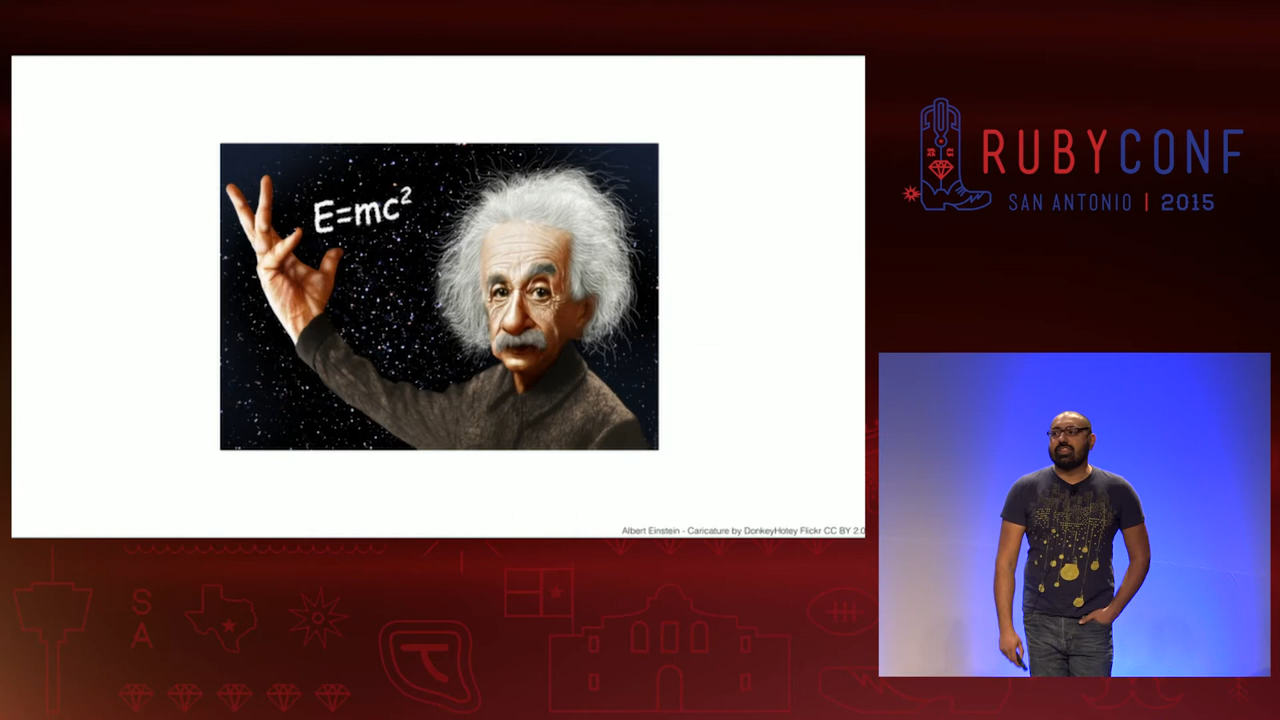 E=mc²
Albert Einstein - Caricature by DonkeyHotey Flickr CC BY 2.0
RUBYCONF
SAN ANTONIO | 2015
S
A